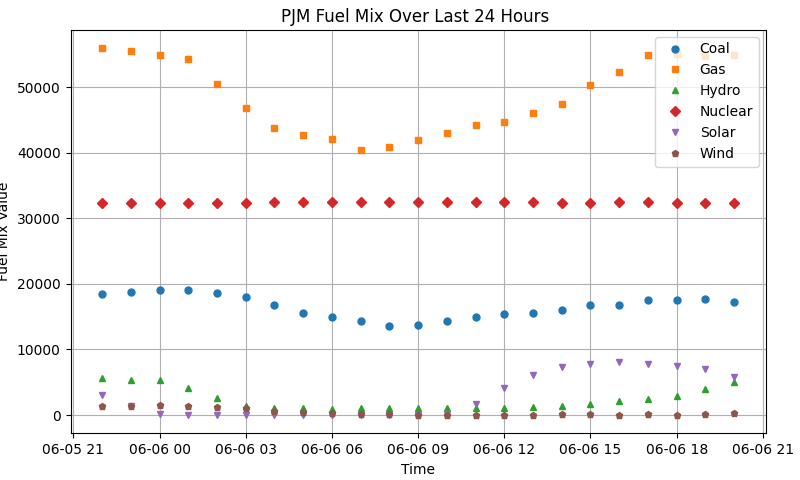 PJM Fuel Mix Over Last 24 Hours
Coal
Gas
Hydro
Nuclear
Solar
Wind
50000
40000
30000
20000
10000
0
Fuel Mix Value
06-05 21
06-06 00
06-06 03
06-06 06
06-06 09
06-06 12
06-06 15
06-06 18
06-06 21
Time